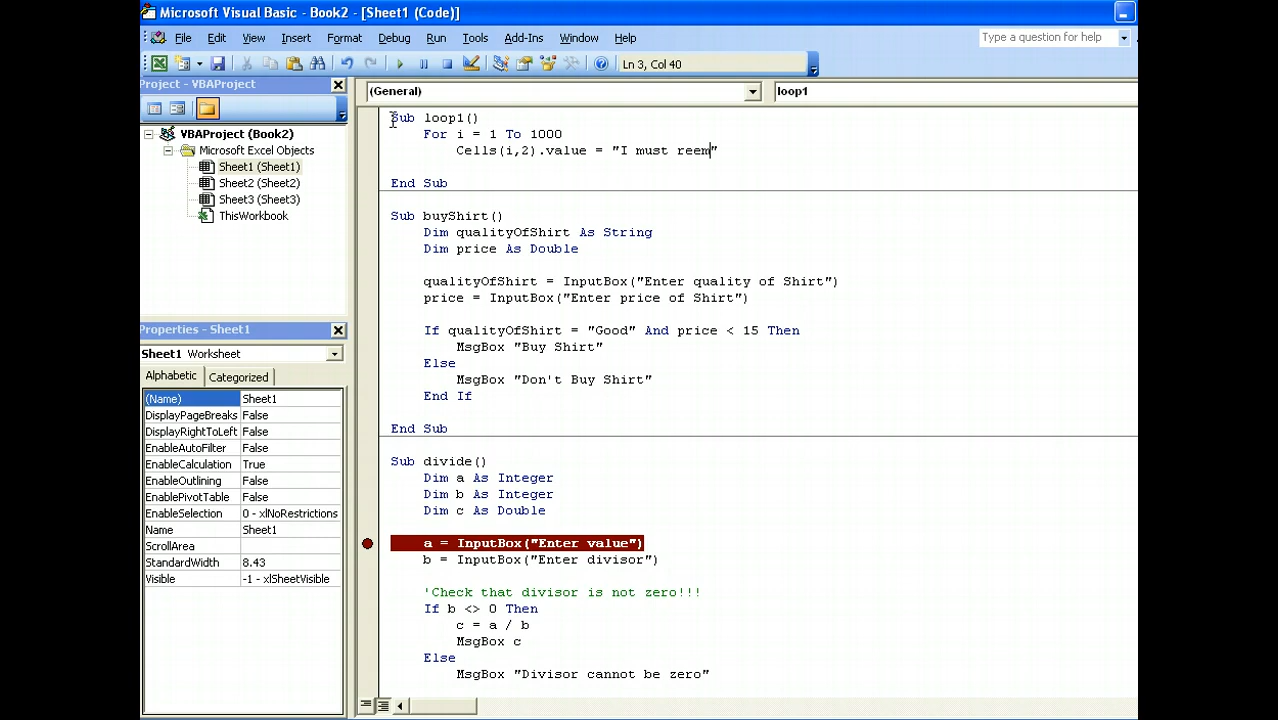 Microsoft Visual Basic - Book2 - [Sheet1 (Code)]
File Edit View Insert Format Debug Run Tools Add-Ins Window Help
Type a question for help
Ln 3, Col 40
Project - VBAProject
(General)
loop1
VBAProject (Book2)
Microsoft Excel Objects
Sheet1 (Sheet1)
Sheet2 (Sheet2)
Sheet3 (Sheet3)
ThisWorkbook
Properties - Sheet1
Sheet1 Worksheet
Alphabetic Categorized
(Name) Sheet1
DisplayPageBreaks False
DisplayRightToLeft False
EnableAutoFilter False
EnableCalculation True
EnableOutlining False
EnablePivotTable False
EnableSelection 0 - xlNoRestrictions
Name Sheet1
ScrollArea
StandardWidth 8.43
Visible -1 - xlSheetVisible
Sub loop1()
For i = 1 To 1000
Cells(i,2).value = "I must reem"
End Sub
Sub buyShirt()
Dim qualityOfShirt As String
Dim price As Double
qualityOfShirt = InputBox("Enter quality of Shirt")
price = InputBox("Enter price of Shirt")
If qualityOfShirt = "Good" And price < 15 Then
MsgBox "Buy Shirt"
Else
MsgBox "Don't Buy Shirt"
End If
End Sub
Sub divide()
Dim a As Integer
Dim b As Integer
Dim c As Double
a = InputBox("Enter value")
b = InputBox("Enter divisor")
'Check that divisor is not zero!!!
If b <> 0 Then
c = a / b
MsgBox c
Else
MsgBox "Divisor cannot be zero"